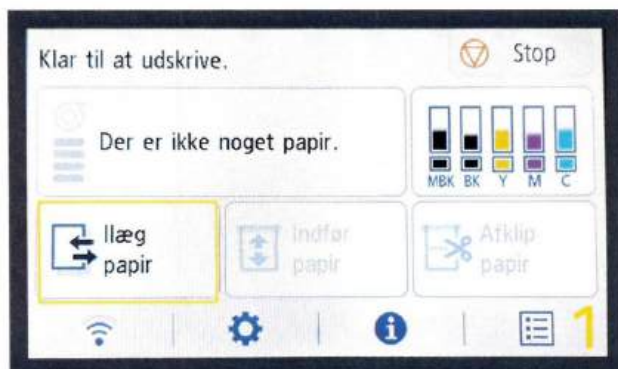 Klar til at udskrive.
Stop
Der er ikke noget papir.
MBK BK Y M C
Ilæg
papir
Indfør
papir
Afklip
papir
1